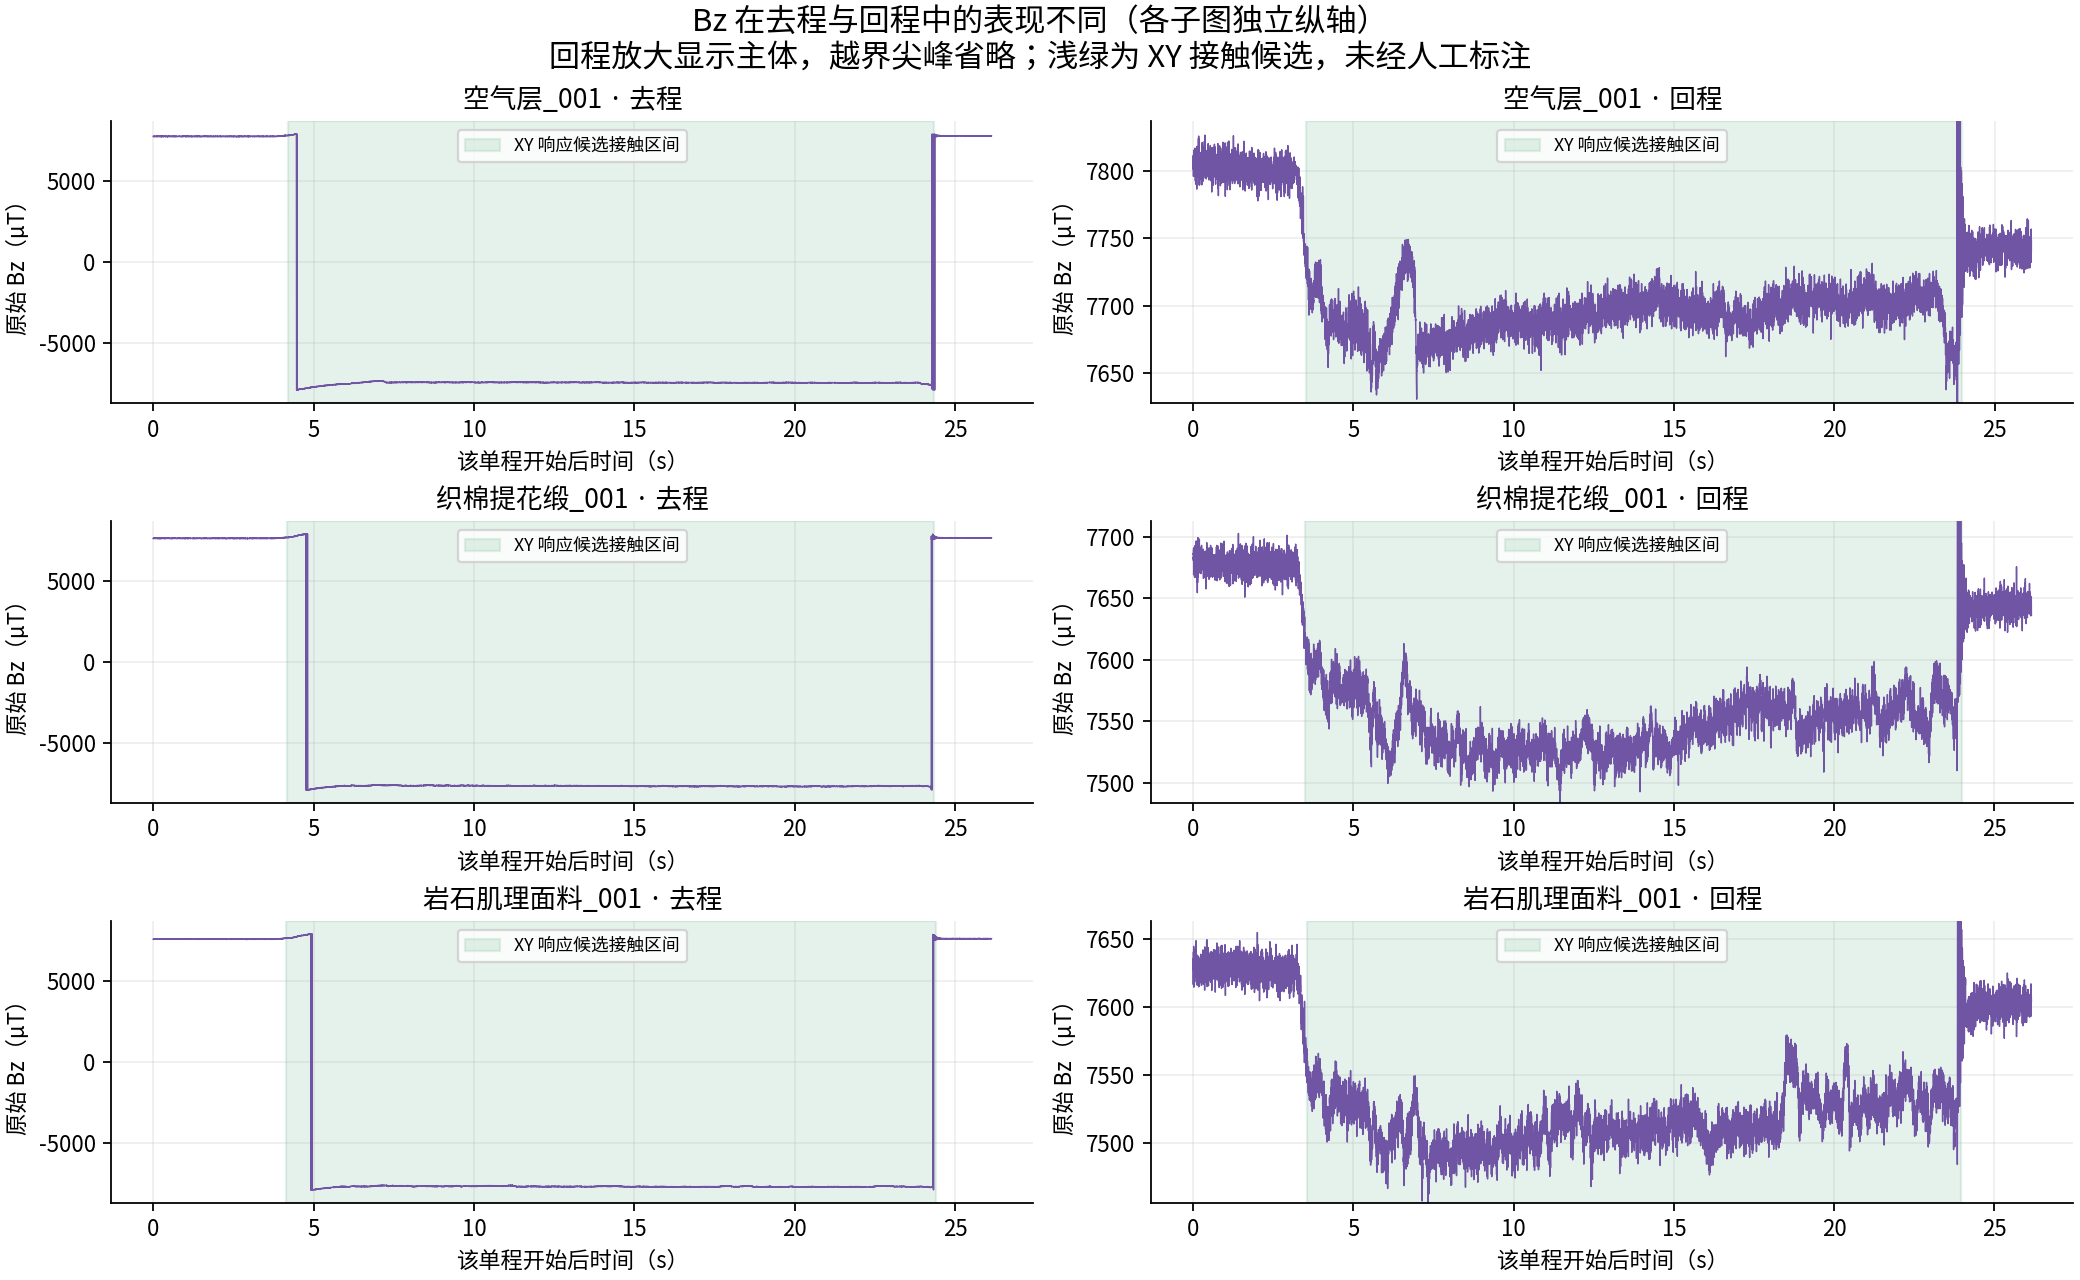 Bz 在去程与回程中的表现不同（各子图独立纵轴）
回程放大显示主体，越界尖峰省略；浅绿为 XY 接触候选，未经人工标注
空气层_001 · 去程
XY 响应候选接触区间
原始 Bz（μT）
5000
0
-5000
0 5 10 15 20 25
该单程开始后时间（s）
空气层_001 · 回程
XY 响应候选接触区间
原始 Bz（μT）
7800
7750
7700
7650
0 5 10 15 20 25
该单程开始后时间（s）
织棉提花缎_001 · 去程
XY 响应候选接触区间
原始 Bz（μT）
5000
0
-5000
0 5 10 15 20 25
该单程开始后时间（s）
织棉提花缎_001 · 回程
XY 响应候选接触区间
原始 Bz（μT）
7700
7650
7600
7550
7500
0 5 10 15 20 25
该单程开始后时间（s）
岩石肌理面料_001 · 去程
XY 响应候选接触区间
原始 Bz（μT）
5000
0
-5000
0 5 10 15 20 25
该单程开始后时间（s）
岩石肌理面料_001 · 回程
XY 响应候选接触区间
原始 Bz（μT）
7650
7600
7550
7500
0 5 10 15 20 25
该单程开始后时间（s）